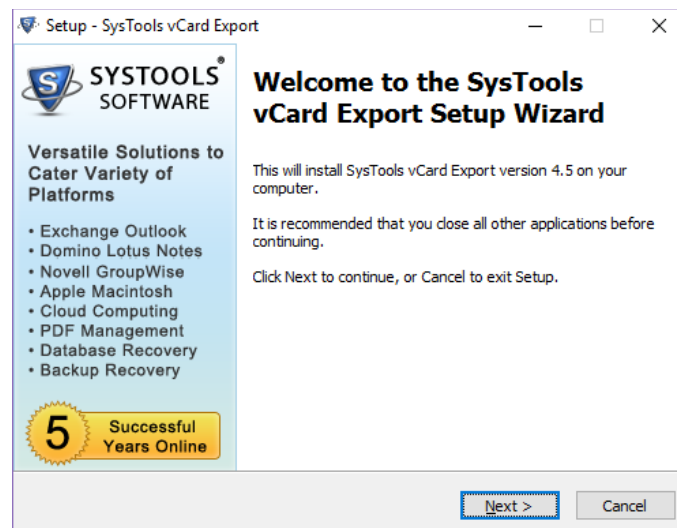 Setup - SysTools vCard Export
SYSTOOLS®
SOFTWARE
Versatile Solutions to
Cater Variety of
Platforms
• Exchange Outlook
• Domino Lotus Notes
• Novell GroupWise
• Apple Macintosh
• Cloud Computing
• PDF Management
• Database Recovery
• Backup Recovery
5 Successful
Years Online
Welcome to the SysTools
vCard Export Setup Wizard
This will install SysTools vCard Export version 4.5 on your
computer.
It is recommended that you close all other applications before
continuing.
Click Next to continue, or Cancel to exit Setup.
Next >
Cancel